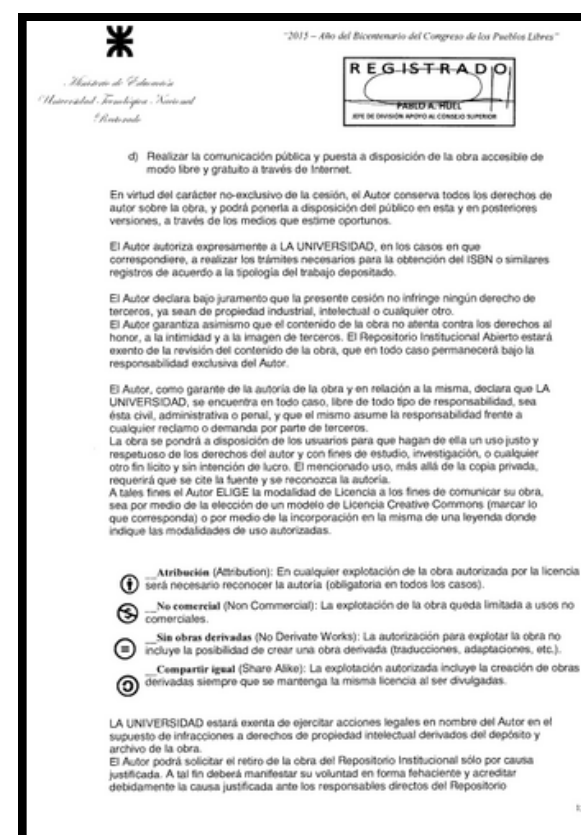 "2015 – Año del Bicentenario del Congreso de los Pueblos Libres"
REGISTRADO
PABLO A. HUEL
JEFE DE DIVISIÓN APOYO AL CONSEJO SUPERIOR
Ministerio de Educación
Universidad Tecnológica Nacional
Rectorado
d) Realizar la comunicación pública y puesta a disposición de la obra accesible de
modo libre y gratuito a través de Internet.
En virtud del carácter no-exclusivo de la cesión, el Autor conserva todos los derechos de
autor sobre la obra, y podrá ponerla a disposición del público en esta y en posteriores
versiones, a través de los medios que estime oportunos.
El Autor autoriza expresamente a LA UNIVERSIDAD, en los casos en que
correspondiere, a realizar los trámites necesarios para la obtención del ISBN o similares
registros de acuerdo a la tipología del trabajo depositado.
El Autor declara bajo juramento que la presente cesión no infringe ningún derecho de
terceros, ya sean de propiedad industrial, intelectual o cualquier otro.
El Autor garantiza asimismo que el contenido de la obra no atenta contra los derechos al
honor, a la intimidad y a la imagen de terceros. El Repositorio Institucional Abierto estará
exento de la revisión del contenido de la obra, que en todo caso permanecerá bajo la
responsabilidad exclusiva del Autor.
El Autor, como garante de la autoría de la obra y en relación a la misma, declara que LA
UNIVERSIDAD, se encuentra en todo caso, libre de todo tipo de responsabilidad, sea
ésta civil, administrativa o penal, y que el mismo asume la responsabilidad frente a
cualquier reclamo o demanda por parte de terceros.
La obra se pondrá a disposición de los usuarios para que hagan de ella un uso justo y
respetuoso de los derechos del autor y con fines de estudio, investigación, o cualquier
otro fin lícito y sin intención de lucro. El mencionado uso, más allá de la copia privada,
requerirá que se cite la fuente y se reconozca la autoría.
A tales fines el Autor ELIGE la modalidad de Licencia a los fines de comunicar su obra,
sea por medio de la elección de un modelo de Licencia Creative Commons (marcar lo
que corresponda) o por medio de la incorporación en la misma de una leyenda donde
indique las modalidades de uso autorizadas.
__Atribución (Attribution): En cualquier explotación de la obra autorizada por la licencia
será necesario reconocer la autoría (obligatoria en todos los casos).
__No comercial (Non Commercial): La explotación de la obra queda limitada a usos no
comerciales.
__Sin obras derivadas (No Derivate Works): La autorización para explotar la obra no
incluye la posibilidad de crear una obra derivada (traducciones, adaptaciones, etc.).
__Compartir igual (Share Alike): La explotación autorizada incluye la creación de obras
derivadas siempre que se mantenga la misma licencia al ser divulgadas.
LA UNIVERSIDAD estará exenta de ejercitar acciones legales en nombre del Autor en el
supuesto de infracciones a derechos de propiedad intelectual derivados del depósito y
archivo de la obra.
El Autor podrá solicitar el retiro de la obra del Repositorio Institucional sólo por causa
justificada. A tal fin deberá manifestar su voluntad en forma fehaciente y acreditar
debidamente la causa justificada ante los responsables directos del Repositorio